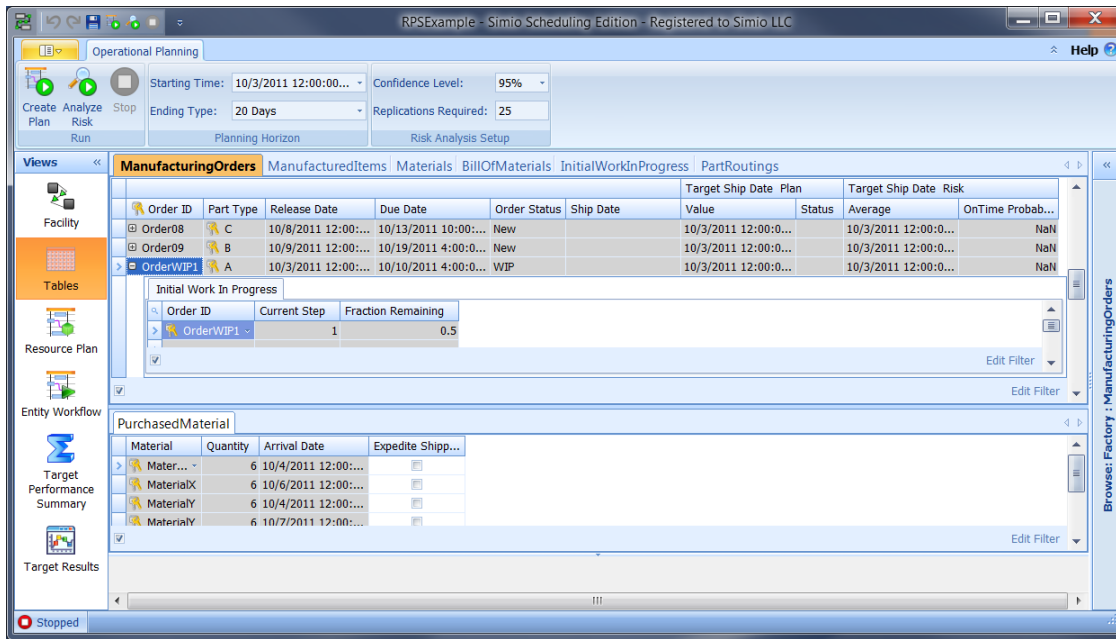 RPSExample - Simio Scheduling Edition - Registered to Simio LLC
Operational Planning
Help
Create Plan
Analyze Risk
Stop
Run
Starting Time: 10/3/2011 12:00:00...
Ending Type: 20 Days
Planning Horizon
Confidence Level: 95%
Replications Required: 25
Risk Analysis Setup
Views
Facility
Tables
Resource Plan
Entity Workflow
Target
Performance
Summary
Target Results
ManufacturingOrders ManufacturedItems Materials BillOfMaterials InitialWorkInProgress PartRoutings
Target Ship Date Plan Target Ship Date Risk
Order ID Part Type Release Date Due Date Order Status Ship Date Value Status Average OnTime Probab...
Order08 C 10/8/2011 12:00:... 10/13/2011 10:00:... New 10/3/2011 12:00:0... 10/3/2011 12:00:0... NaN
Order09 B 10/9/2011 12:00:... 10/19/2011 4:00:0... New 10/3/2011 12:00:0... 10/3/2011 12:00:0... NaN
OrderWIP1 A 10/3/2011 12:00:... 10/10/2011 4:00:0... WIP 10/3/2011 12:00:0... 10/3/2011 12:00:0... NaN
Initial Work In Progress
Order ID Current Step Fraction Remaining
OrderWIP1 1 0.5
Edit Filter
Edit Filter
PurchasedMaterial
Material Quantity Arrival Date Expedite Shipp...
Mater... 6 10/4/2011 12:00:...
MaterialX 6 10/6/2011 12:00:...
MaterialY 6 10/4/2011 12:00:...
MaterialY 6 10/7/2011 12:00:...
Edit Filter
Browse: Factory : ManufacturingOrders
Stopped